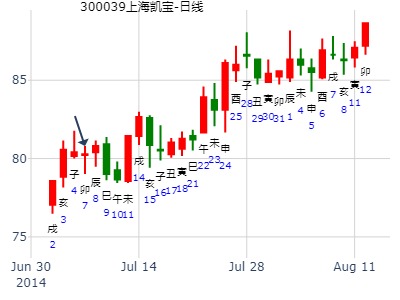 300039上海凯宝-日线
85
80
75
戌 亥 子 卯 辰 巳 午 未 戌 亥 子 丑 寅 巳 午 未 申 酉 子 丑 寅 卯 辰 未 申 酉 戌 亥 寅 卯
2 3 4 7 8 9 10 11 14 15 16 17 18 21 22 23 24 25 28 29 30 31 1 4 5 6 7 8 11 12
Jun 30 Jul 14 Jul 28 Aug 11
2014